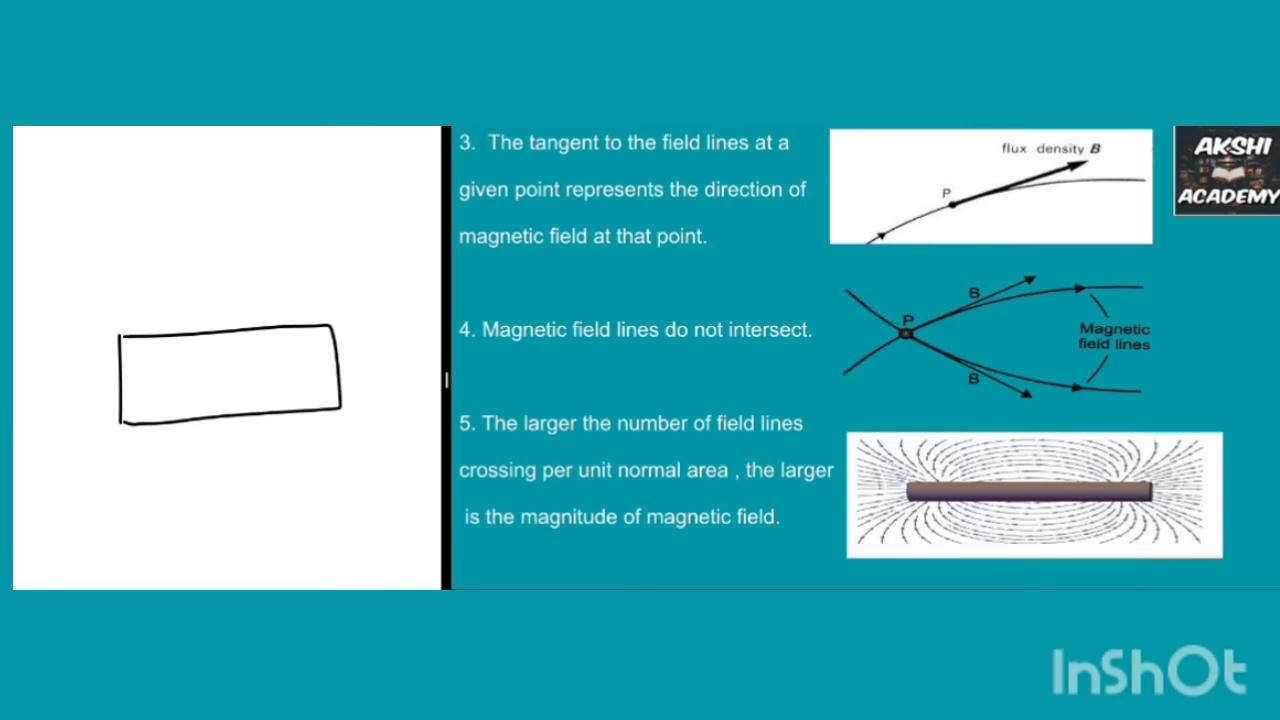 3.  The tangent to the field lines at a
given point represents the direction of
magnetic field at that point.
4. Magnetic field lines do not intersect.
5. The larger the number of field lines
crossing per unit normal area , the larger
is the magnitude of magnetic field.
flux density B
P
B
P
Magnetic
field lines
B
AKSHI
ACADEMY
InShOt